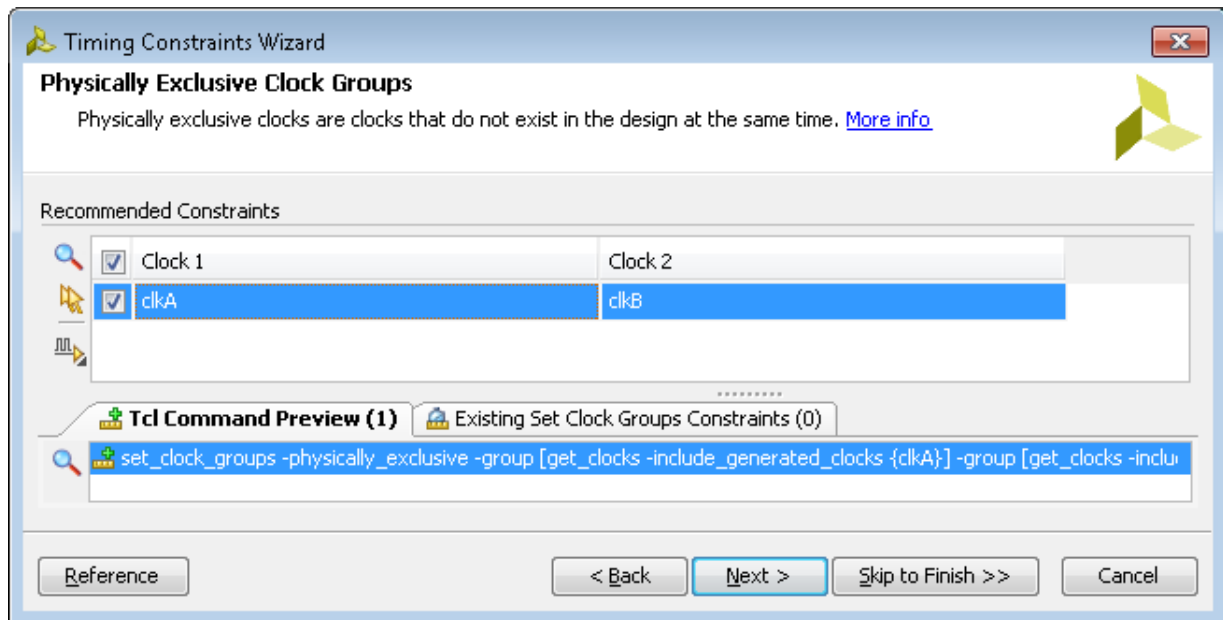 Timing Constraints Wizard
Physically Exclusive Clock Groups
Physically exclusive clocks are clocks that do not exist in the design at the same time. More info
Recommended Constraints
Clock 1 Clock 2
clkA clkB
Tcl Command Preview (1) Existing Set Clock Groups Constraints (0)
set_clock_groups -physically_exclusive -group [get_clocks -include_generated_clocks {clkA}] -group [get_clocks -inclu
Reference < Back Next > Skip to Finish >> Cancel